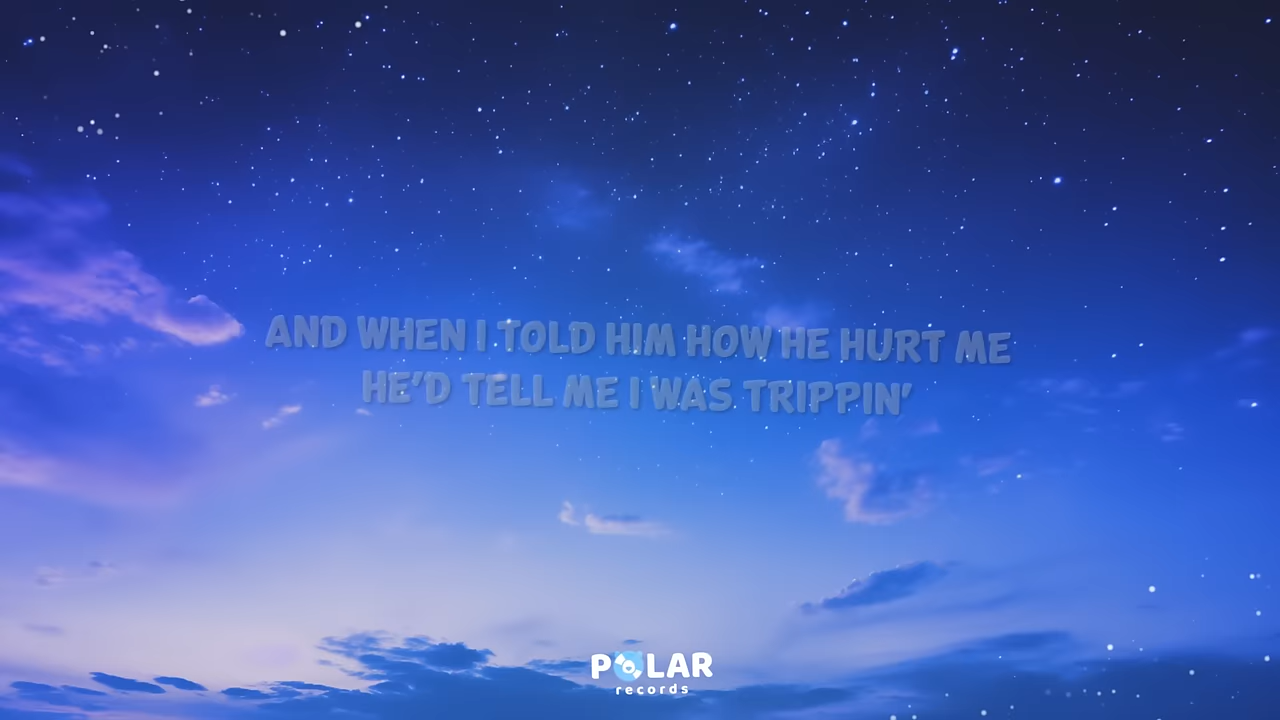 AND WHEN I TOLD HIM HOW HE HURT ME
HE'D TELL ME I WAS TRIPPIN'
POLAR
records